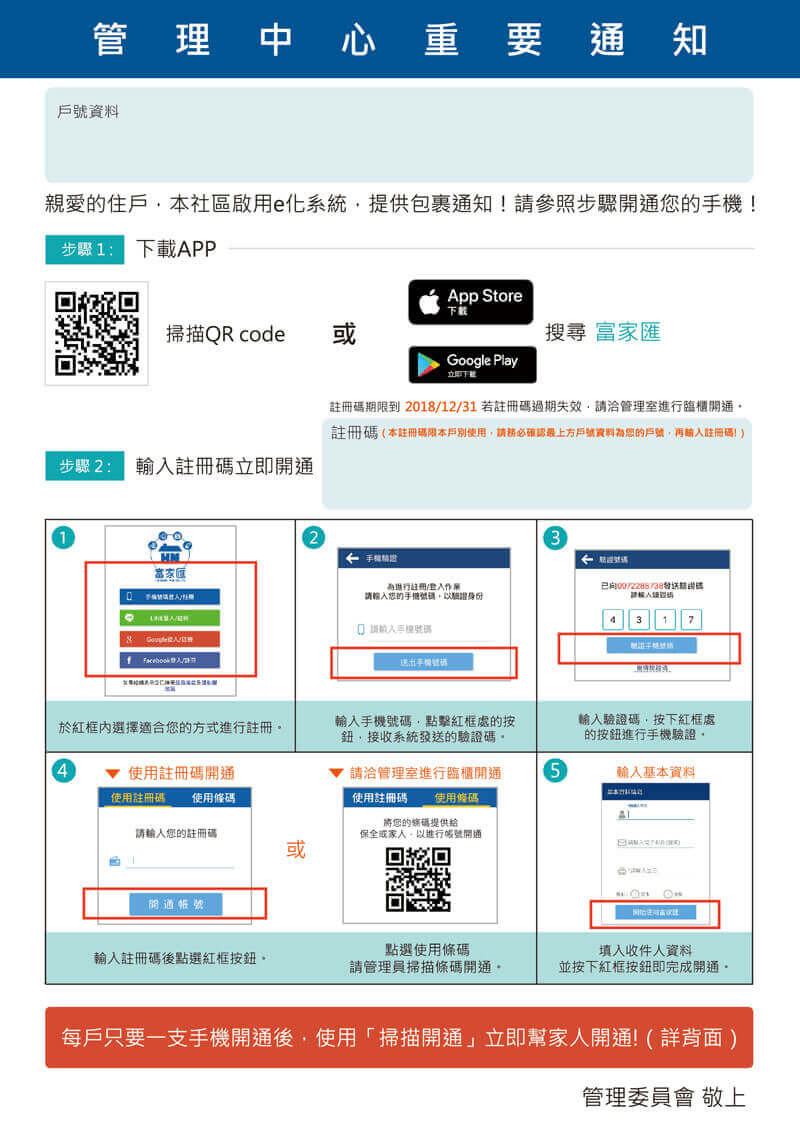 管理中心重要通知
戶號資料
親愛的住戶，本社區啟用e化系統，提供包裹通知！請參照步驟開通您的手機！
步驟1： 下載APP
掃描QR code
或
App Store
下載
Google Play
立即下載
搜尋 富家匯
註冊碼期限到 2018/12/31 若註冊碼過期失效，請洽管理室進行臨櫃開通。
註冊碼（本註冊碼限本戶別使用，請務必確認最上方戶號資料為您的戶號，再輸入註冊碼!）
步驟2： 輸入註冊碼立即開通
1
HN
富家匯
手機號碼登入/註冊
LINE登入/註冊
Google登入/註冊
Facebook登入/註冊
於紅框內選擇適合您的方式進行註冊。
2
手機驗證
為進行註冊/登入作業
請輸入您的手機號碼，以驗證身份
請輸入手機號碼
送出手機號碼
輸入手機號碼，點擊紅框處的按
鈕，接收系統發送的驗證碼。
3
驗證號碼
已向0972285738發送驗證碼
請輸入驗證碼
4 3 1 7
驗證手機號碼
輸入驗證碼，按下紅框處
的按鈕進行手機驗證。
4
▼ 使用註冊碼開通
使用註冊碼 使用條碼
請輸入您的註冊碼
開通帳號
輸入註冊碼後點選紅框按鈕。
或
▼ 請洽管理室進行臨櫃開通
使用註冊碼 使用條碼
將您的條碼提供給
保全或家人，以進行帳號開通
點選使用條碼
請管理員掃描條碼開通。
5
輸入基本資料
開始使用富家匯
填入收件人資料
並按下紅框按鈕即完成開通。
每戶只要一支手機開通後，使用「掃描開通」立即幫家人開通!（詳背面）
管理委員會 敬上